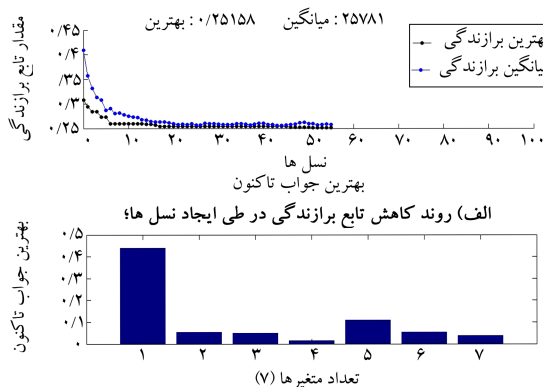 بهترین : ۰/۲۵۱۵۸ میانگین : ۲۵۷۸۱
مقدار تابع برازندگی
۰/۴۵
۰/۴
۰/۳۵
۰/۳
۰/۲۵
بهترین برازندگی
میانگین برازندگی
۰ ۱۰ ۲۰ ۳۰ ۴۰ ۵۰ ۶۰ ۷۰ ۸۰ ۹۰ ۱۰۰
نسل ها
بهترین جواب تاکنون
الف) روند کاهش تابع برازندگی در طی ایجاد نسل ها؛
بهترین جواب تاکنون
۰/۵
۰/۴
۰/۳
۰/۲
۰/۱
۰
۱ ۲ ۳ ۴ ۵ ۶ ۷
تعداد متغیرها (۷)